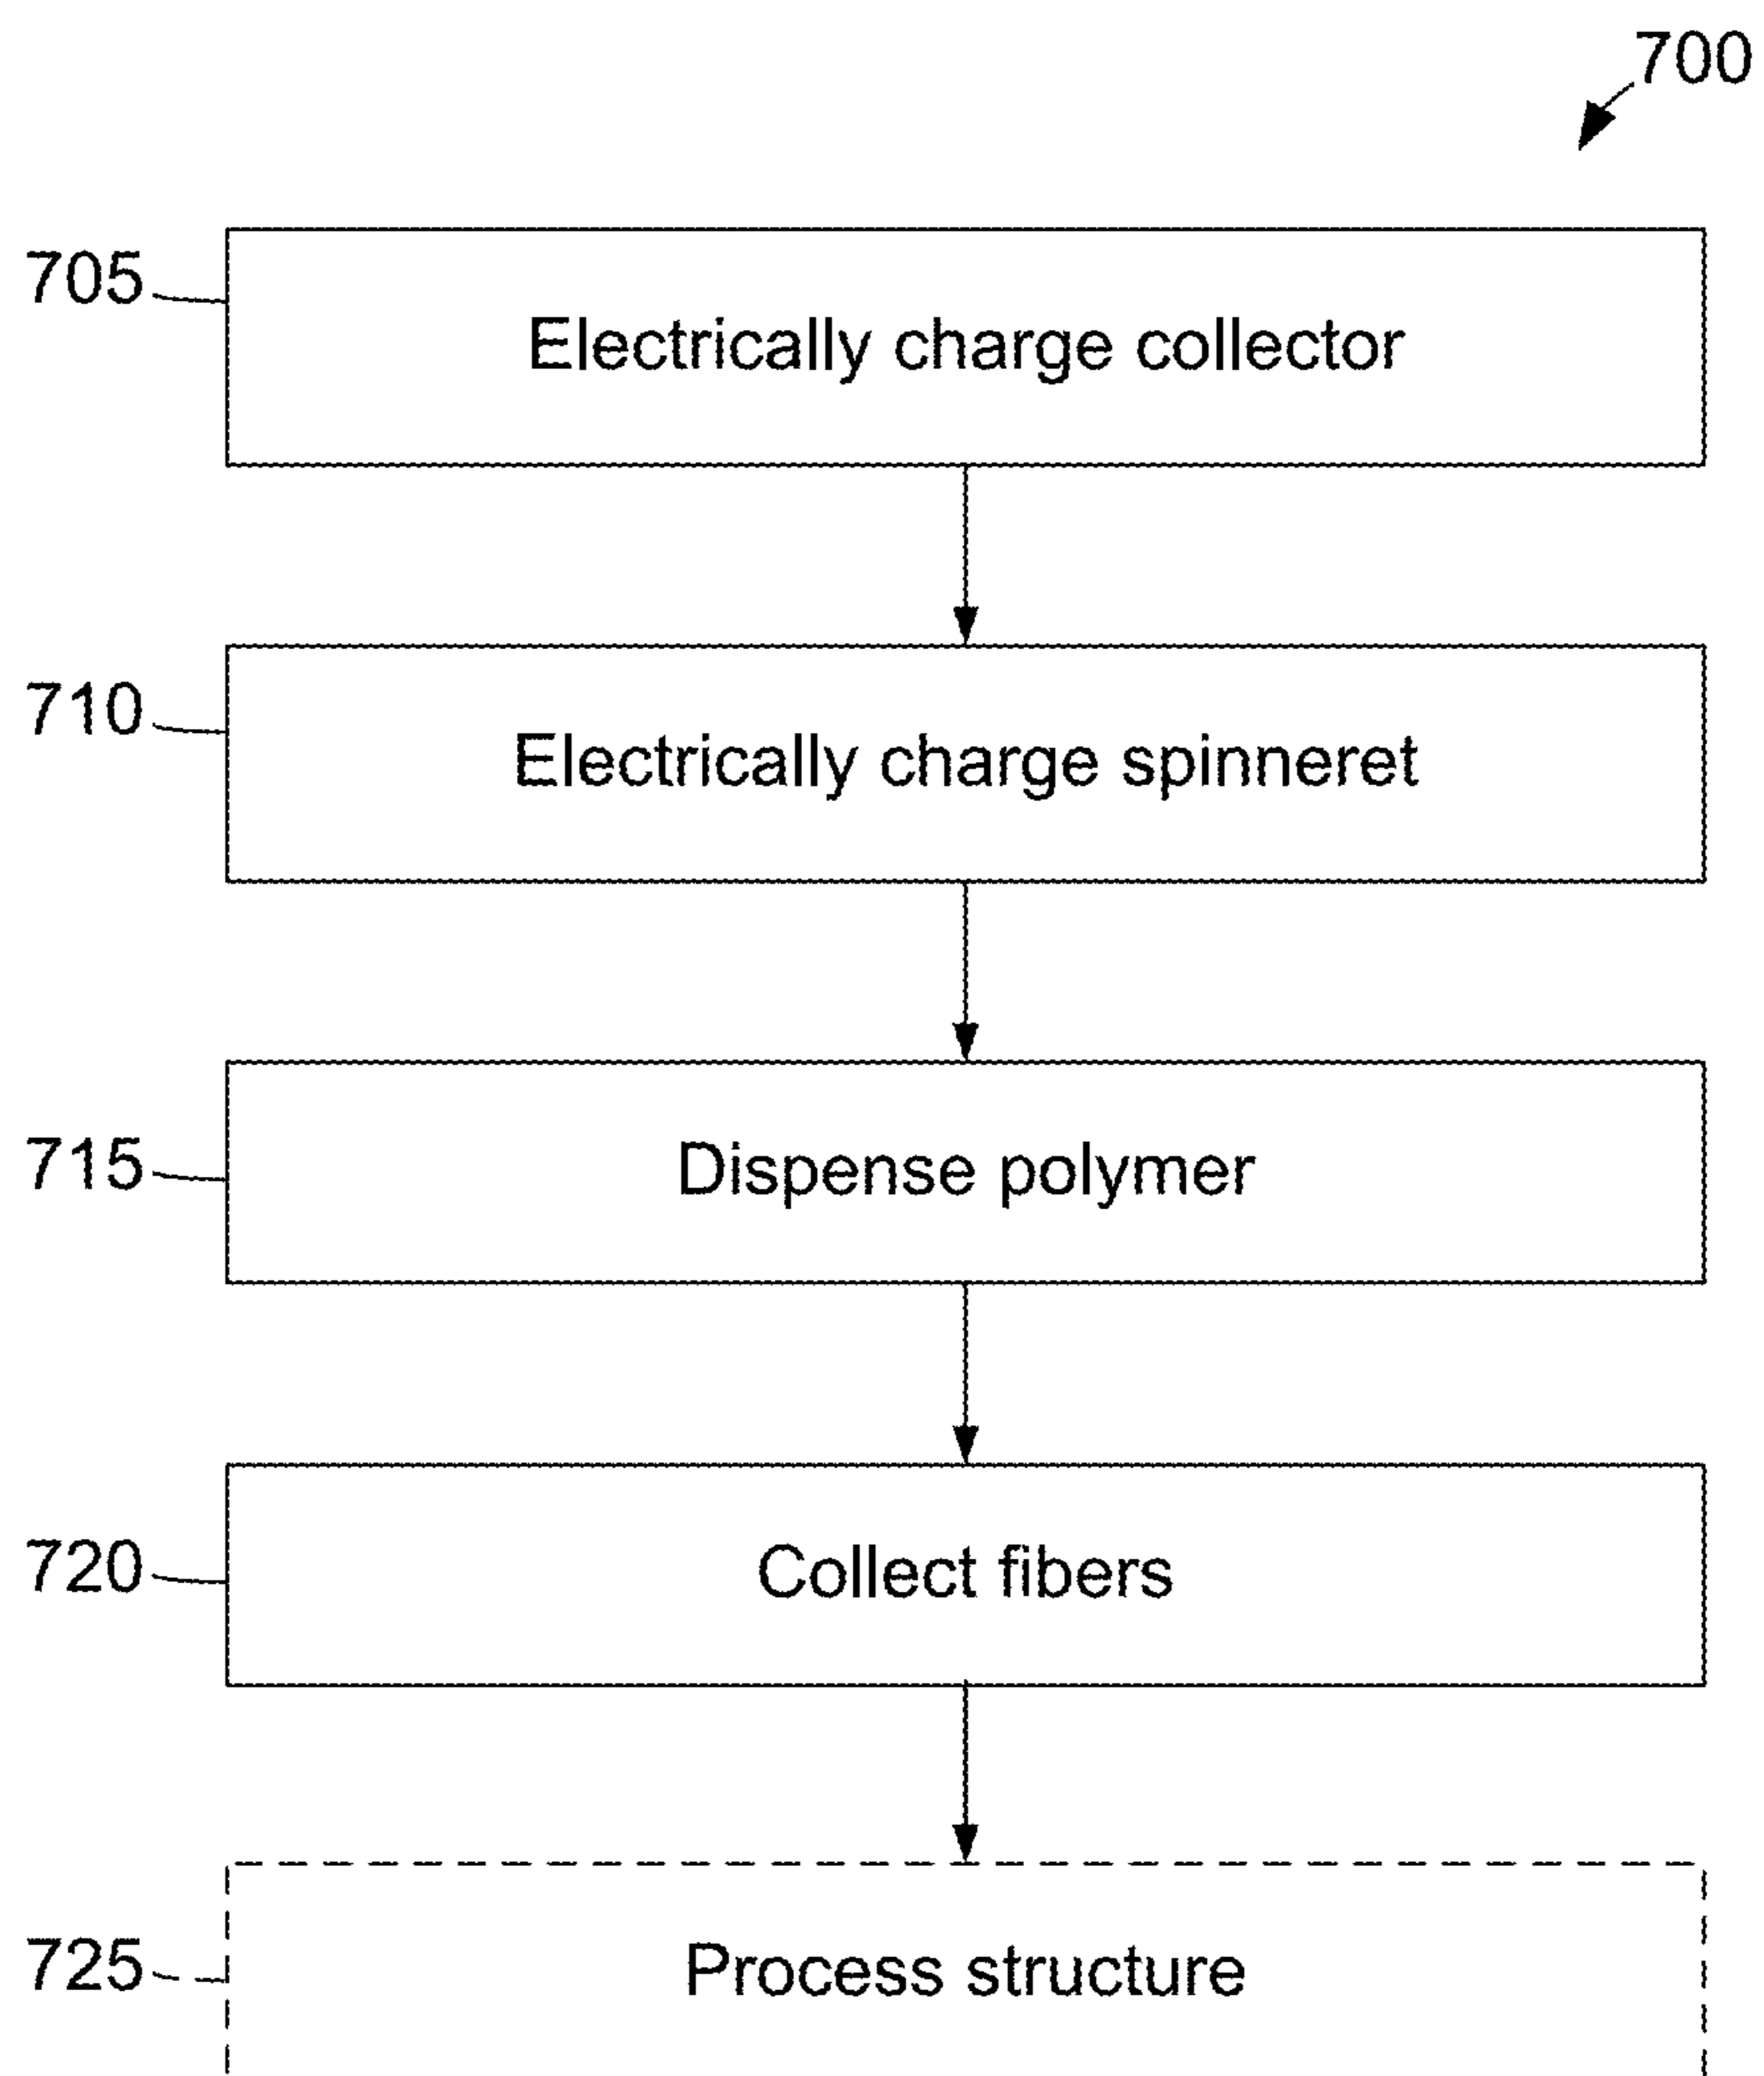 700
705
Electrically charge collector
710
Electrically charge spinneret
715
Dispense polymer
720
Collect fibers
725
Process structure